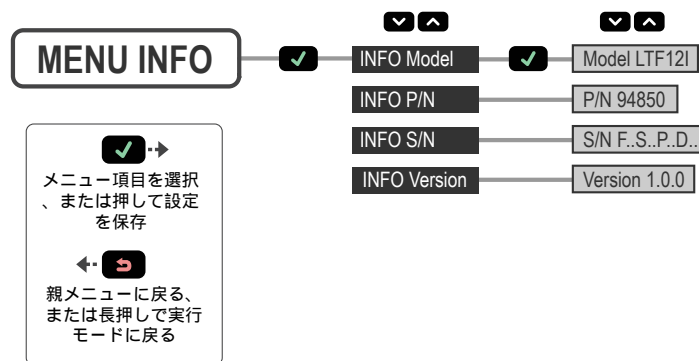 MENU INFO
INFO Model
Model LTF12I
INFO P/N
P/N 94850
INFO S/N
S/N F..S..P..D..
INFO Version
Version 1.0.0
メニュー項目を選択
、または押して設定
を保存
親メニューに戻る、
または長押しで実行
モードに戻る